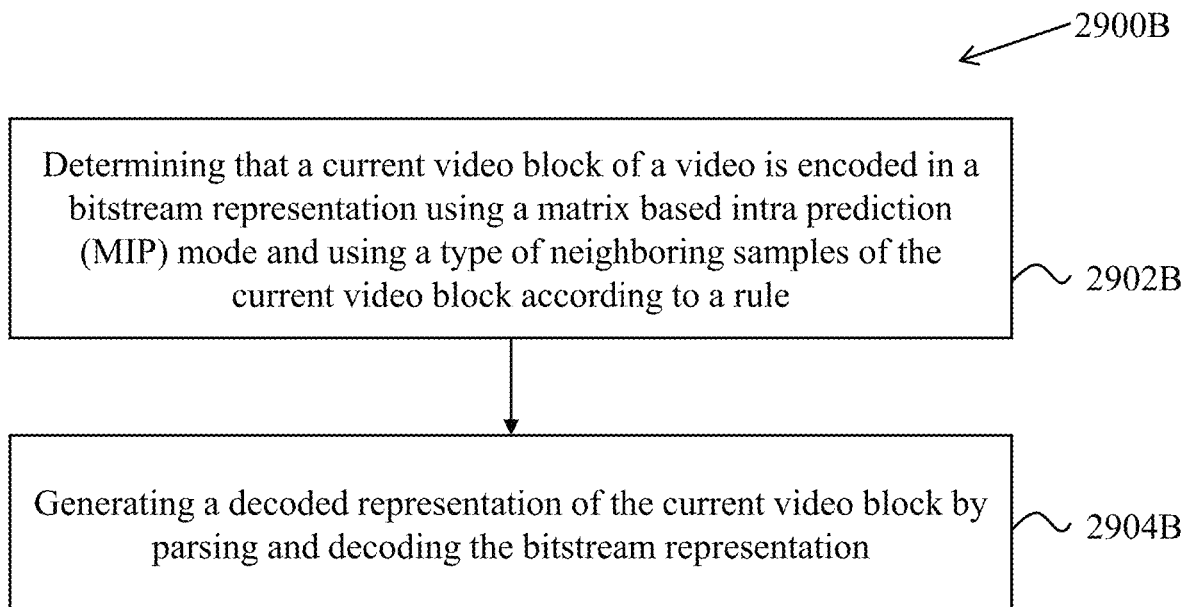 2900B
Determining that a current video block of a video is encoded in a
bitstream representation using a matrix based intra prediction
(MIP) mode and using a type of neighboring samples of the
current video block according to a rule
2902B
Generating a decoded representation of the current video block by
parsing and decoding the bitstream representation
2904B